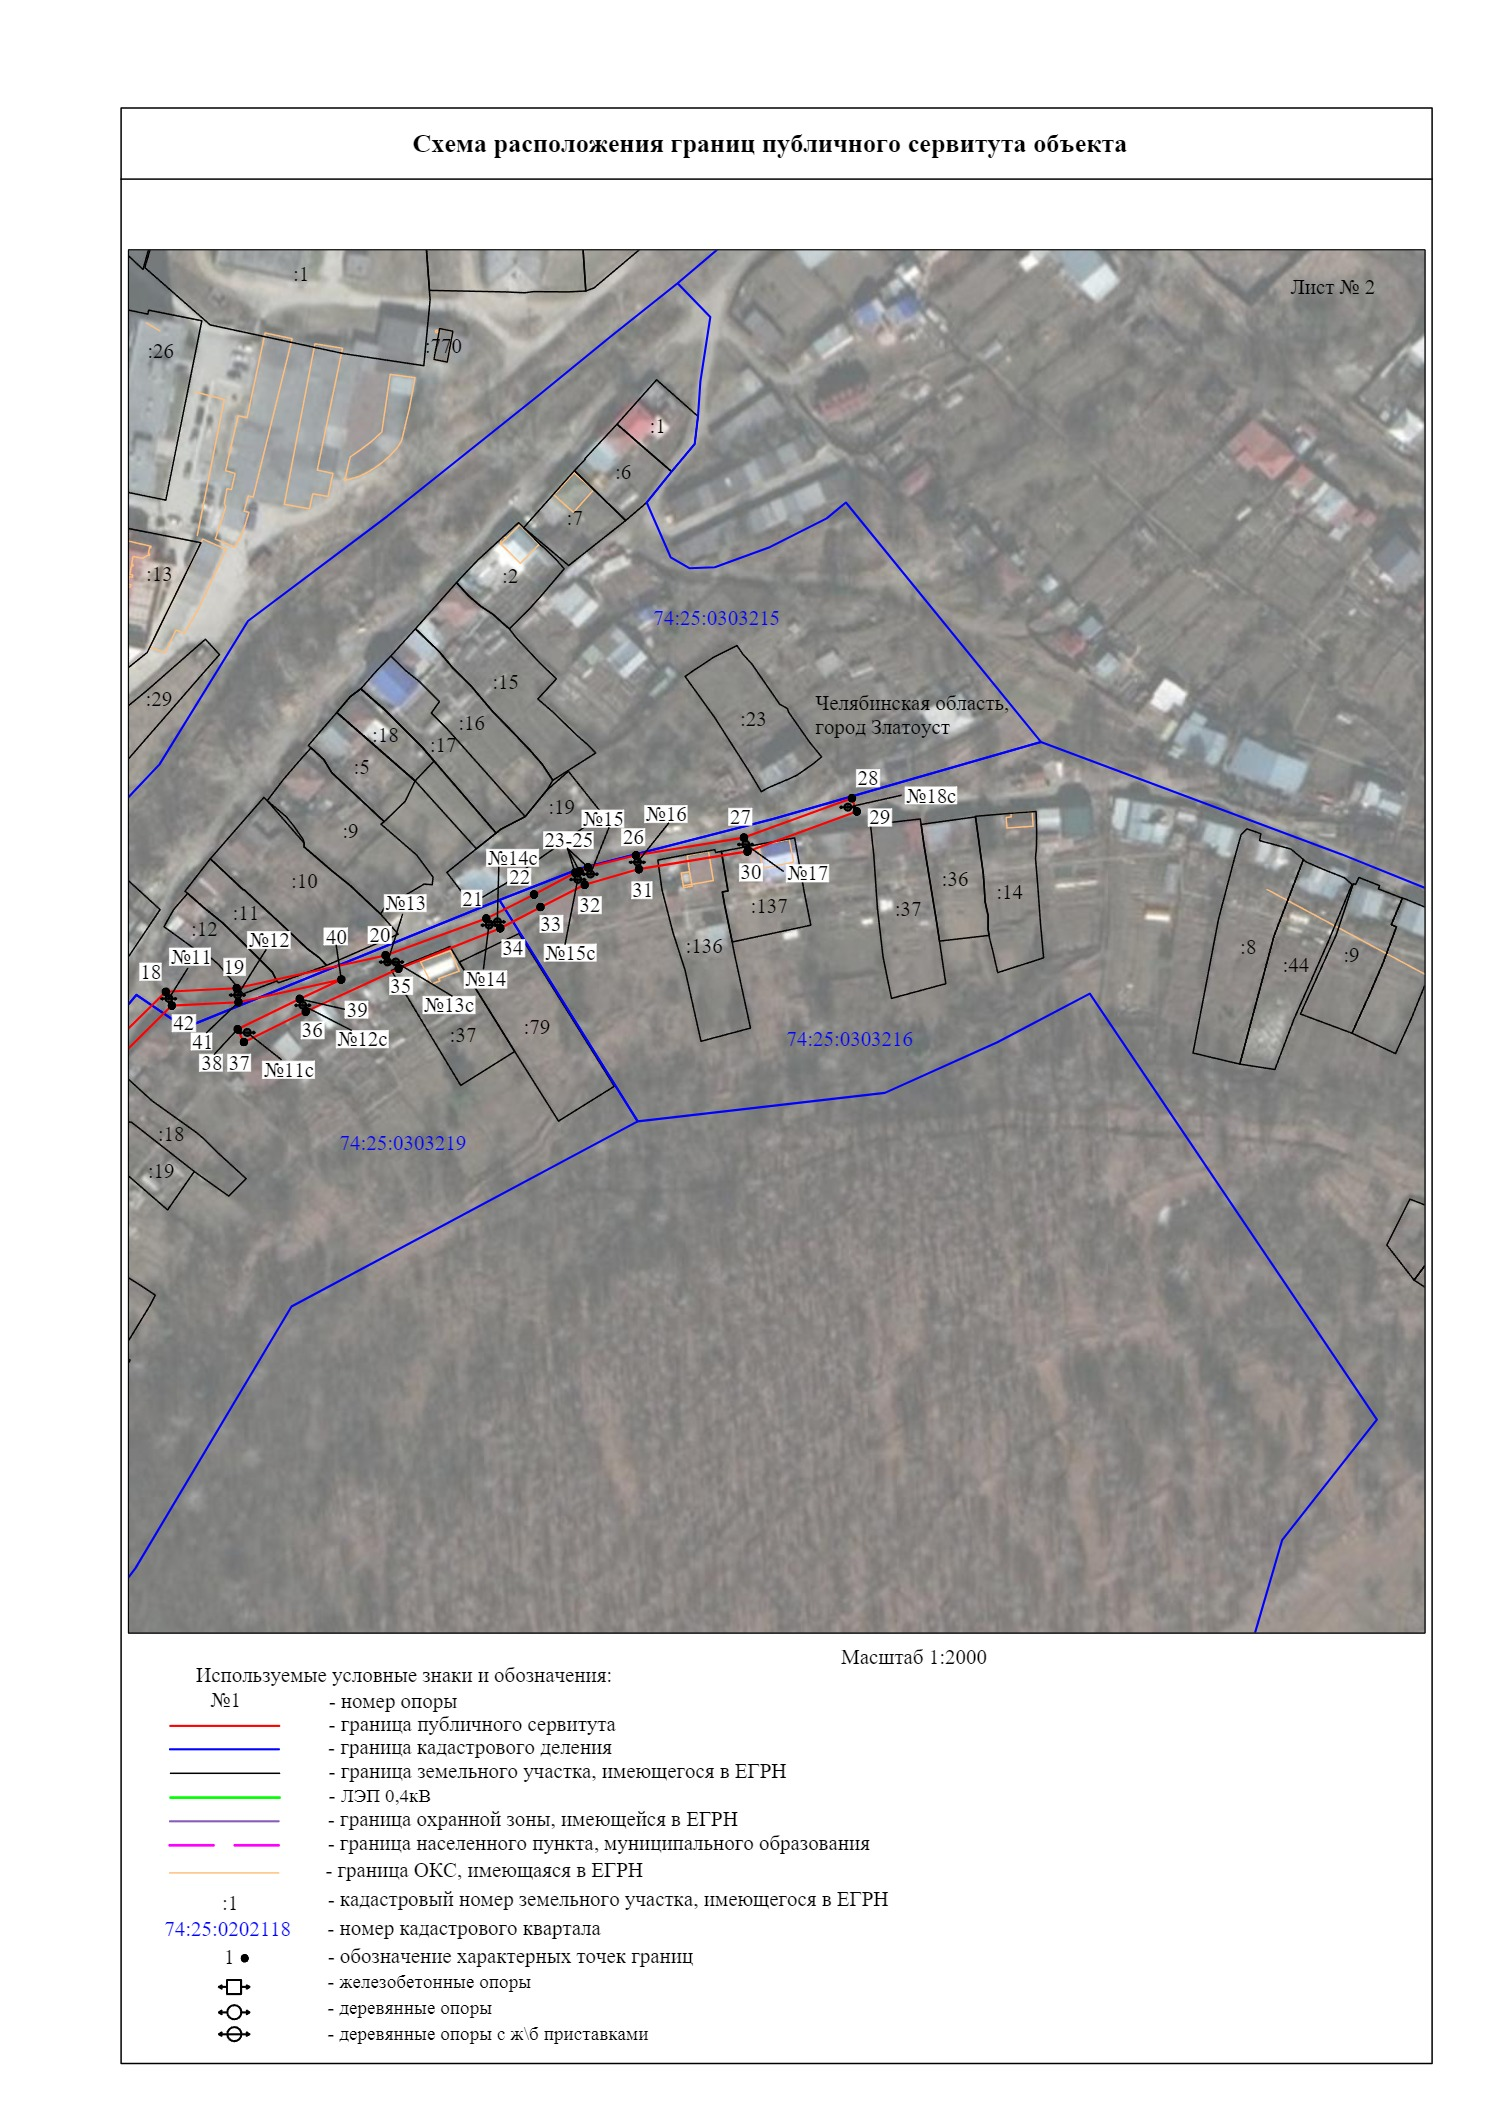 Схема расположения границ публичного сервитута объекта
Лист № 2
:1
:770
:26
:1
:6
:7
:13
:2
74:25:0303215
:15
:29
Челябинская область,
город Златоуст
:23
:16
:18
:17
:5
28
№18с
:19
№16
29
№15
27
:9
26
23-25
№14с
30
№17
22
:10
31
:36
:14
21
32
№13
:137
:37
:11
:12
20
40
№12
34
33
:136
:8
№11
№15с
:9
:44
18
19
№14
35
№13с
39
42
36
:79
:37
41
№12с
74:25:0303216
38
37
№11с
:18
74:25:0303219
:19
Масштаб 1:2000
Используемые условные знаки и обозначения:
№1 - номер опоры
- граница публичного сервитута
- граница кадастрового деления
- граница земельного участка, имеющегося в ЕГРН
- ЛЭП 0,4кВ
- граница охранной зоны, имеющейся в ЕГРН
- граница населенного пункта, муниципального образования
- граница ОКС, имеющаяся в ЕГРН
:1 - кадастровый номер земельного участка, имеющегося в ЕГРН
74:25:0202118 - номер кадастрового квартала
1 - обозначение характерных точек границ
- железобетонные опоры
- деревянные опоры
- деревянные опоры с ж\б приставками